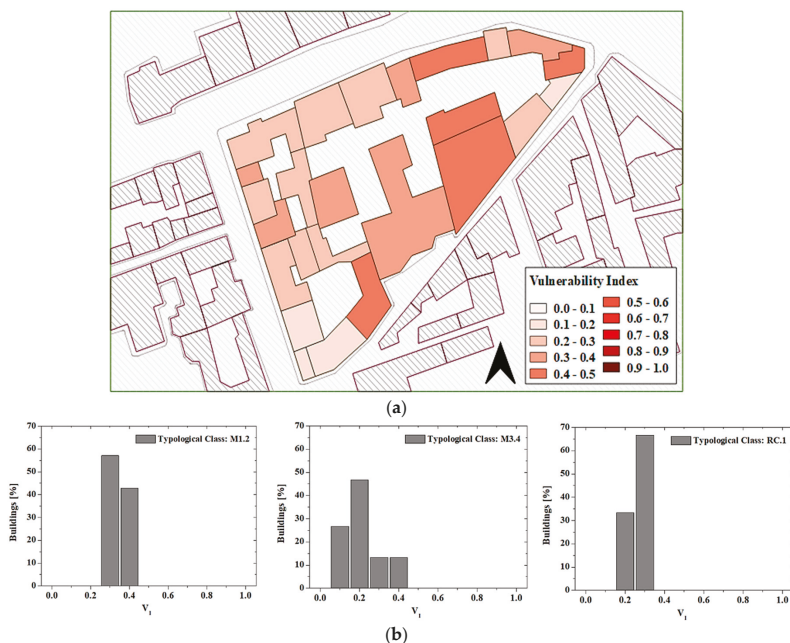 Vulnerability Index
0.0 - 0.1
0.1 - 0.2
0.2 - 0.3
0.3 - 0.4
0.4 - 0.5
0.5 - 0.6
0.6 - 0.7
0.7 - 0.8
0.8 - 0.9
0.9 - 1.0
(a)
70
60
50
40
30
20
10
0
Buildings [%]
Typological Class: M1.2
0.0 0.2 0.4 0.6 0.8 1.0
V_I
70
60
50
40
30
20
10
0
Buildings [%]
Typological Class: M3.4
0.0 0.2 0.4 0.6 0.8 1.0
V_I
70
60
50
40
30
20
10
0
Buildings [%]
Typological Class: RC.1
0.0 0.2 0.4 0.6 0.8 1.0
V_I
(b)